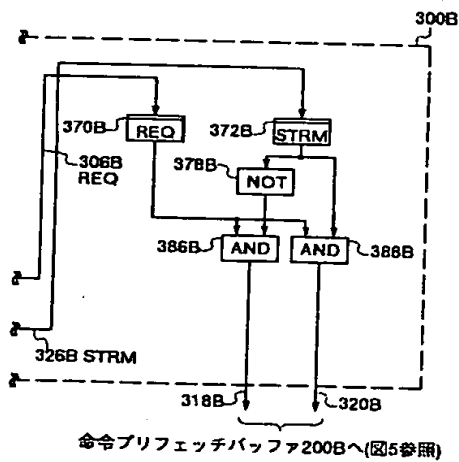 300B
370B
REQ
372B
STRM
306B
REQ
378B
NOT
386B
AND
AND
388B
326B STRM
318B
320B
命令プリフェッチバッファ200Bへ(図5参照)